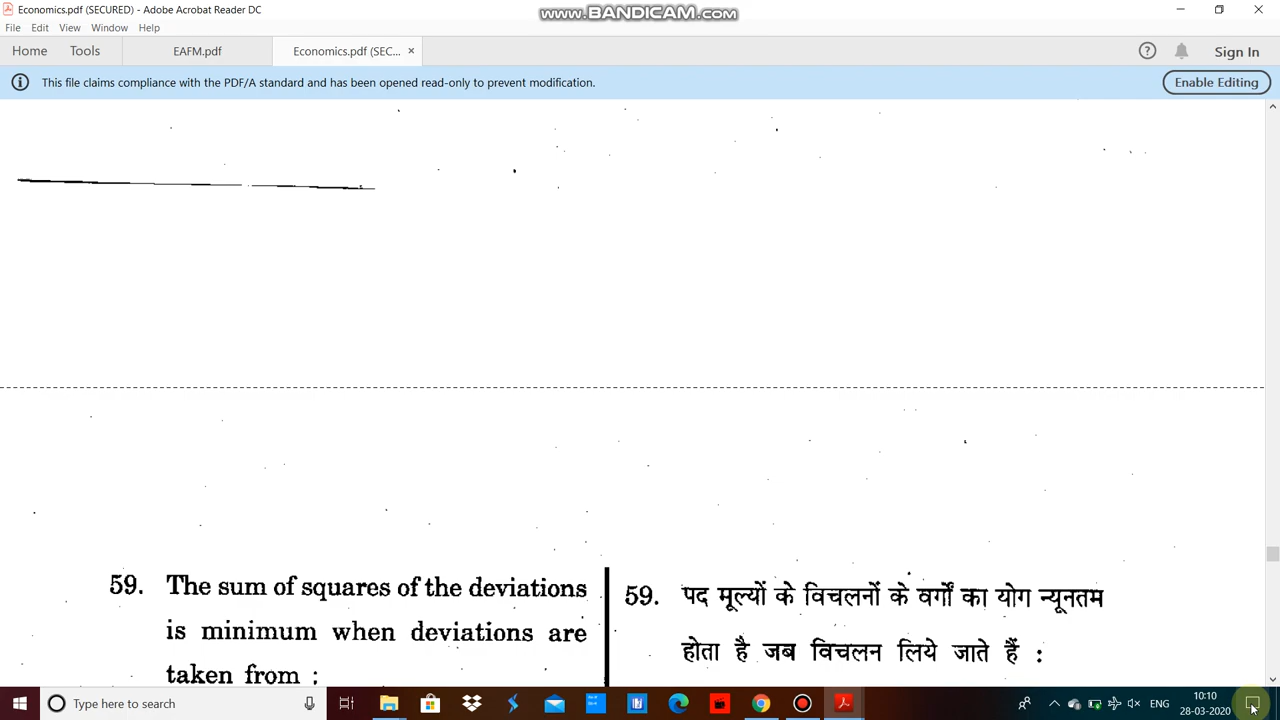 Economics.pdf (SECURED) - Adobe Acrobat Reader DC
www.BANDICAM.com
File Edit View Window Help
Home Tools EAFM.pdf Economics.pdf (SEC... × Sign In
This file claims compliance with the PDF/A standard and has been opened read-only to prevent modification. Enable Editing
59. The sum of squares of the deviations
is minimum when deviations are
taken from :
59. पद मूल्यों के विचलनों के वर्गों का योग न्यूनतम
होता है जब विचलन लिये जाते हैं :
Type here to search
ENG
10:10
28-03-2020